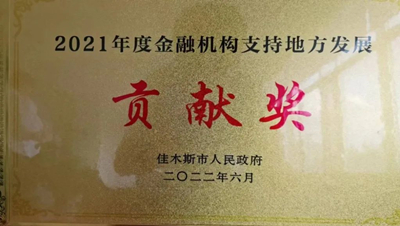 2021年度金融机构支持地方发展
贡献奖
佳木斯市人民政府
二〇二二年六月